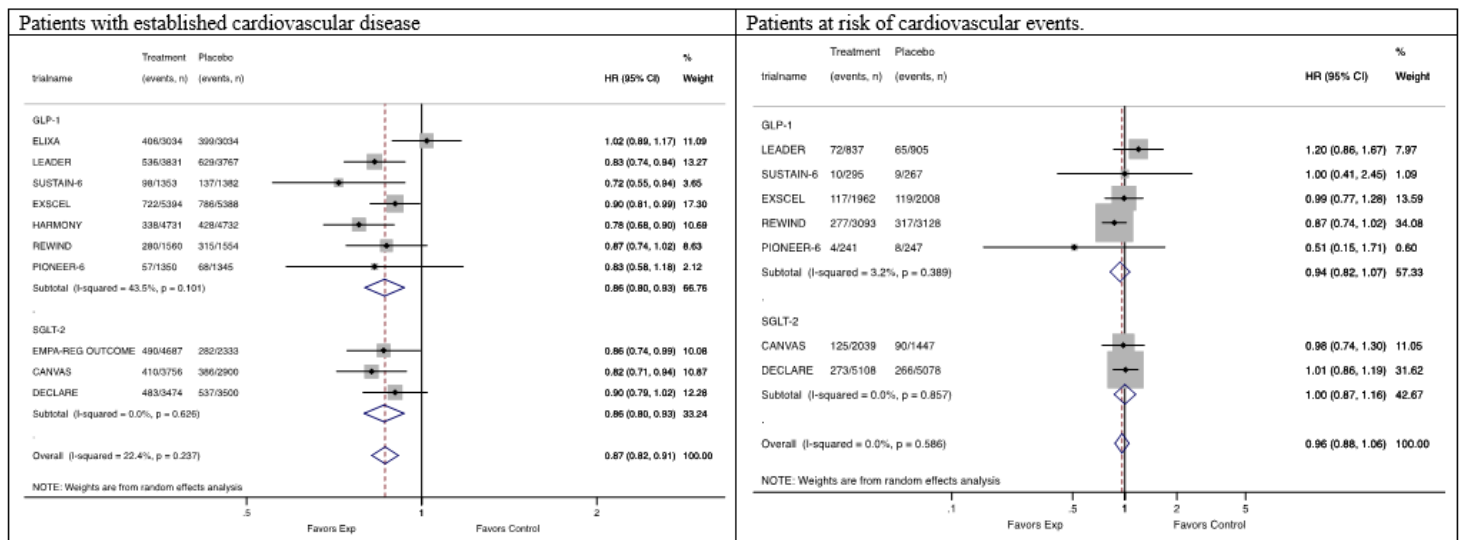 Patients with established cardiovascular disease
Treatment Placebo %
trialname (events, n) (events, n) HR (95% CI) Weight
GLP-1
ELIXA 406/3034 399/3034 1.02 (0.89, 1.17) 11.09
LEADER 536/3831 629/3767 0.83 (0.74, 0.94) 13.27
SUSTAIN-6 98/1353 137/1382 0.72 (0.55, 0.94) 3.65
EXSCEL 722/5394 786/5388 0.90 (0.81, 0.99) 17.30
HARMONY 338/4731 428/4732 0.78 (0.68, 0.90) 10.69
REWIND 280/1560 315/1554 0.87 (0.74, 1.02) 8.63
PIONEER-6 57/1350 68/1345 0.83 (0.58, 1.18) 2.12
Subtotal (I-squared = 43.5%, p = 0.101) 0.86 (0.80, 0.93) 66.76
.
SGLT-2
EMPA-REG OUTCOME 490/4687 282/2333 0.86 (0.74, 0.99) 10.08
CANVAS 410/3756 386/2900 0.82 (0.71, 0.94) 10.87
DECLARE 483/3474 537/3500 0.90 (0.79, 1.02) 12.28
Subtotal (I-squared = 0.0%, p = 0.626) 0.86 (0.80, 0.93) 33.24
.
Overall (I-squared = 22.4%, p = 0.237) 0.87 (0.82, 0.91) 100.00
NOTE: Weights are from random effects analysis
.5 1 2
Favors Exp Favors Control
Patients at risk of cardiovascular events.
Treatment Placebo %
trialname (events, n) (events, n) HR (95% CI) Weight
GLP-1
LEADER 72/837 65/905 1.20 (0.86, 1.67) 7.97
SUSTAIN-6 10/295 9/267 1.00 (0.41, 2.45) 1.09
EXSCEL 117/1962 119/2008 0.99 (0.77, 1.28) 13.59
REWIND 277/3093 317/3128 0.87 (0.74, 1.02) 34.08
PIONEER-6 4/241 8/247 0.51 (0.15, 1.71) 0.60
Subtotal (I-squared = 3.2%, p = 0.389) 0.94 (0.82, 1.07) 57.33
.
SGLT-2
CANVAS 125/2039 90/1447 0.98 (0.74, 1.30) 11.05
DECLARE 273/5108 266/5078 1.01 (0.86, 1.19) 31.62
Subtotal (I-squared = 0.0%, p = 0.857) 1.00 (0.87, 1.16) 42.67
.
Overall (I-squared = 0.0%, p = 0.586) 0.96 (0.88, 1.06) 100.00
NOTE: Weights are from random effects analysis
.1 .5 1 2 5
Favors Exp Favors Control